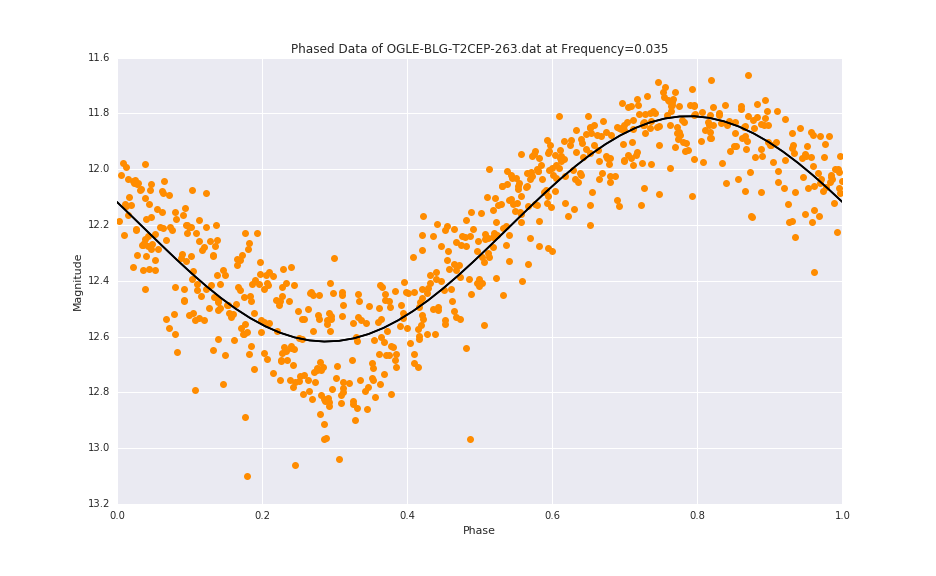 Phased Data of OGLE-BLG-T2CEP-263.dat at Frequency=0.035
11.6
11.8
12.0
12.2
12.4
12.6
12.8
13.0
13.2
Magnitude
0.0 0.2 0.4 0.6 0.8 1.0
Phase